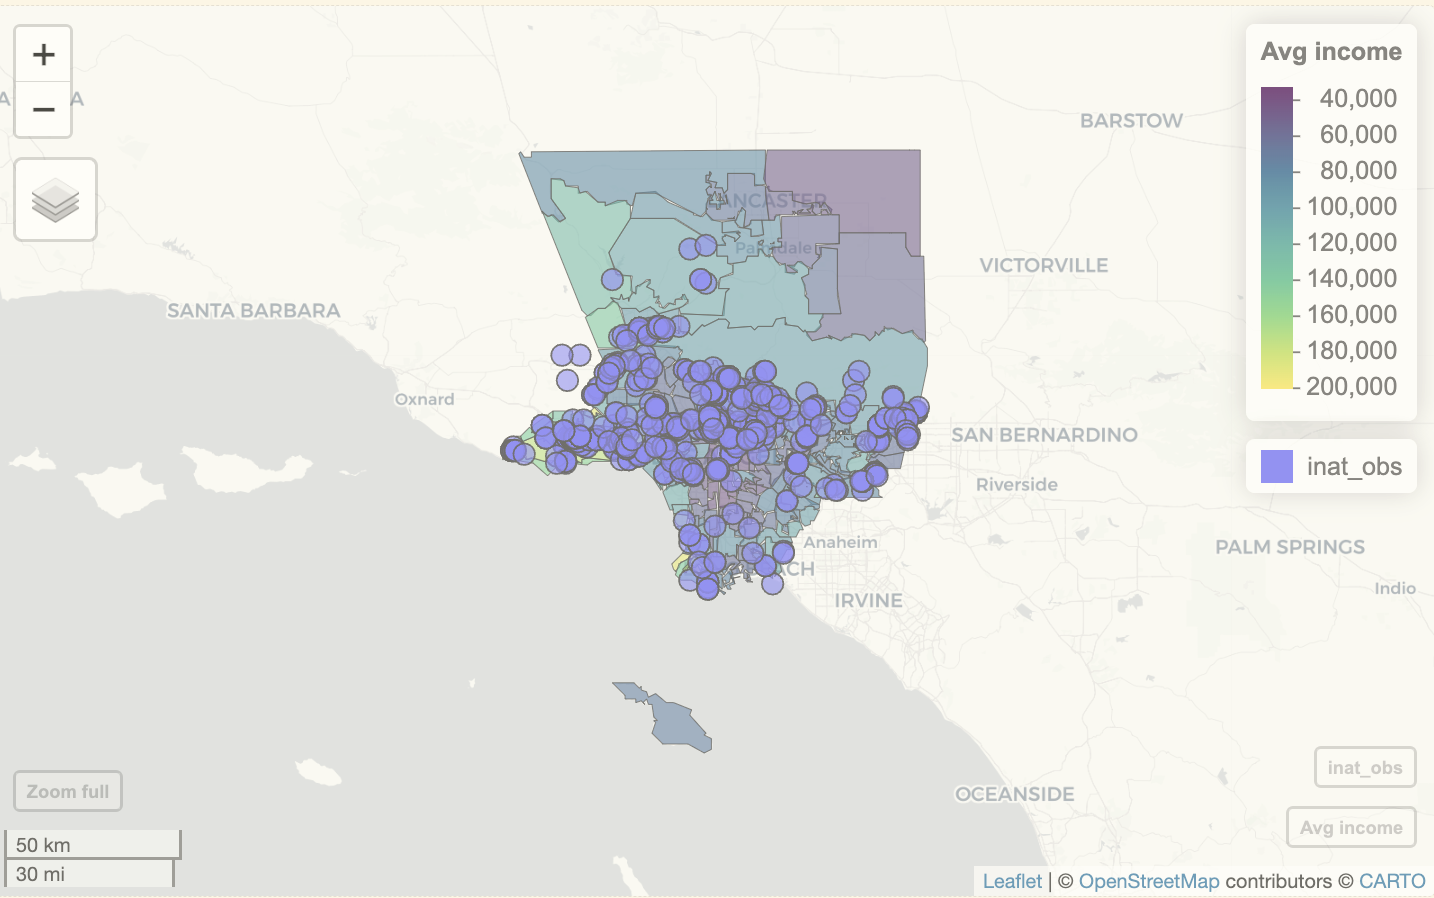 +
−
A
A
BARSTOW
LANCASTER
Palmdale
VICTORVILLE
SANTA BARBARA
Oxnard
SAN BERNARDINO
Riverside
Anaheim
ACH
PALM SPRINGS
Indio
IRVINE
OCEANSIDE
Avg income
40,000
60,000
80,000
100,000
120,000
140,000
160,000
180,000
200,000
inat_obs
inat_obs
Avg income
Zoom full
50 km
30 mi
Leaflet | © OpenStreetMap contributors © CARTO